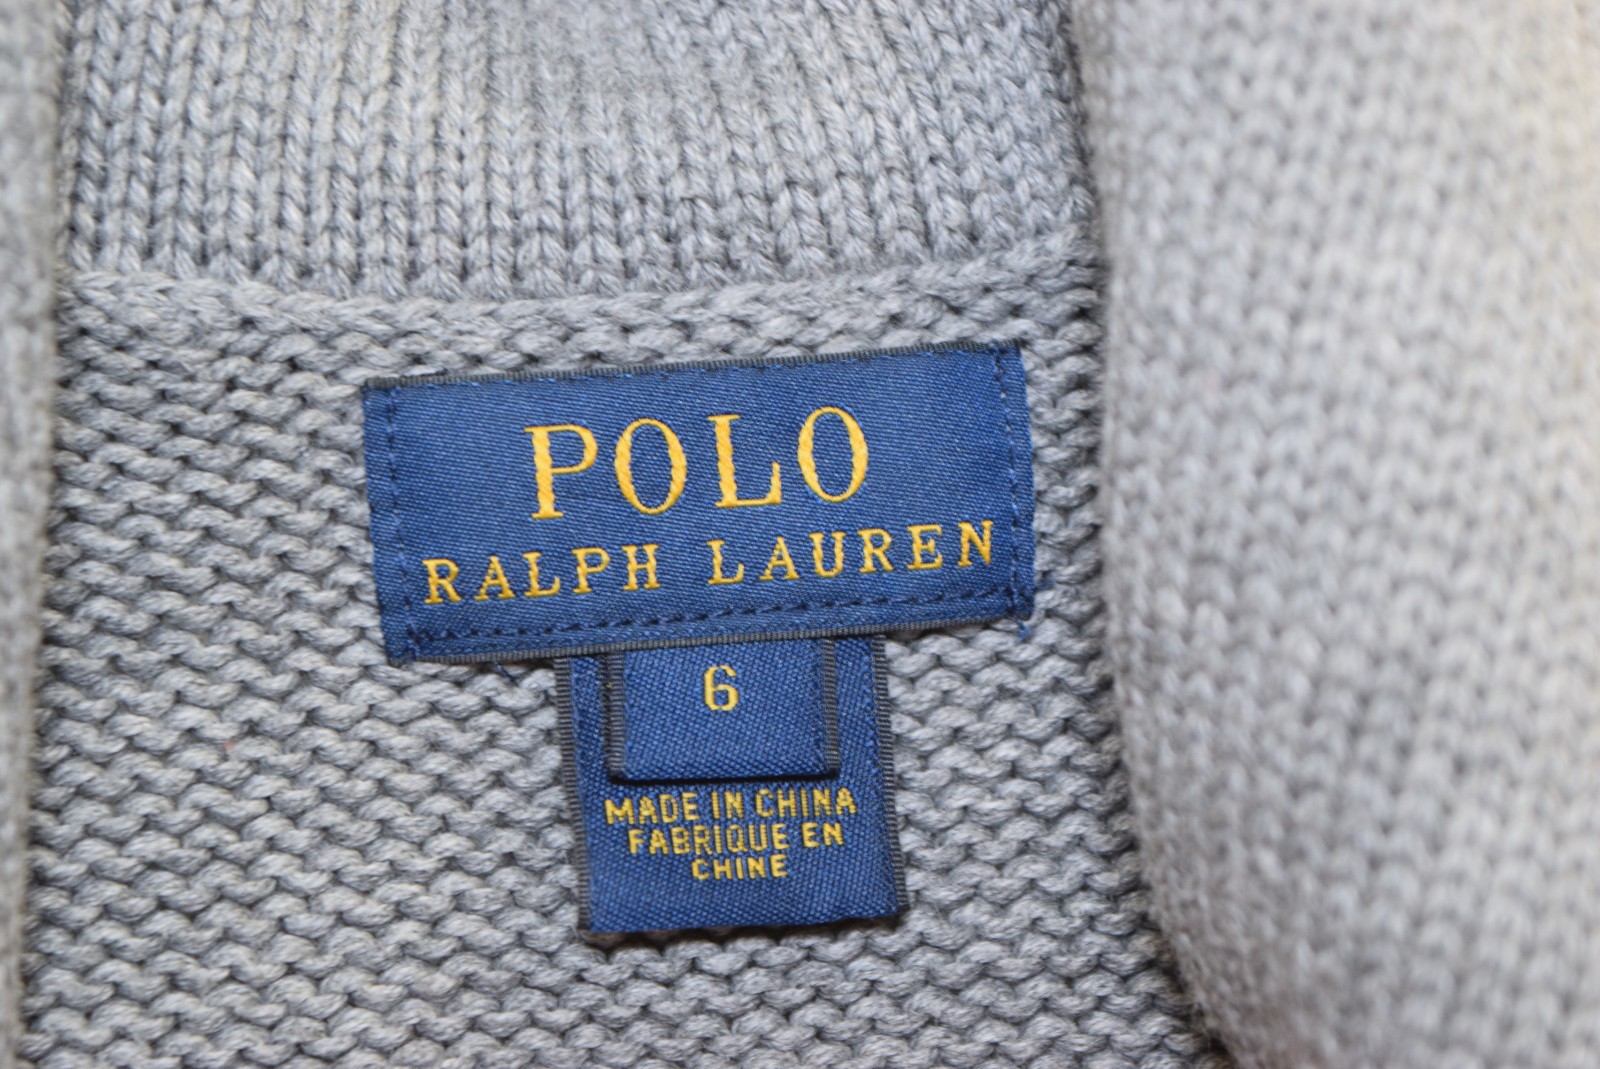 POLO
RALPH LAUREN
6
MADE IN CHINA
FABRIQUE EN
CHINE